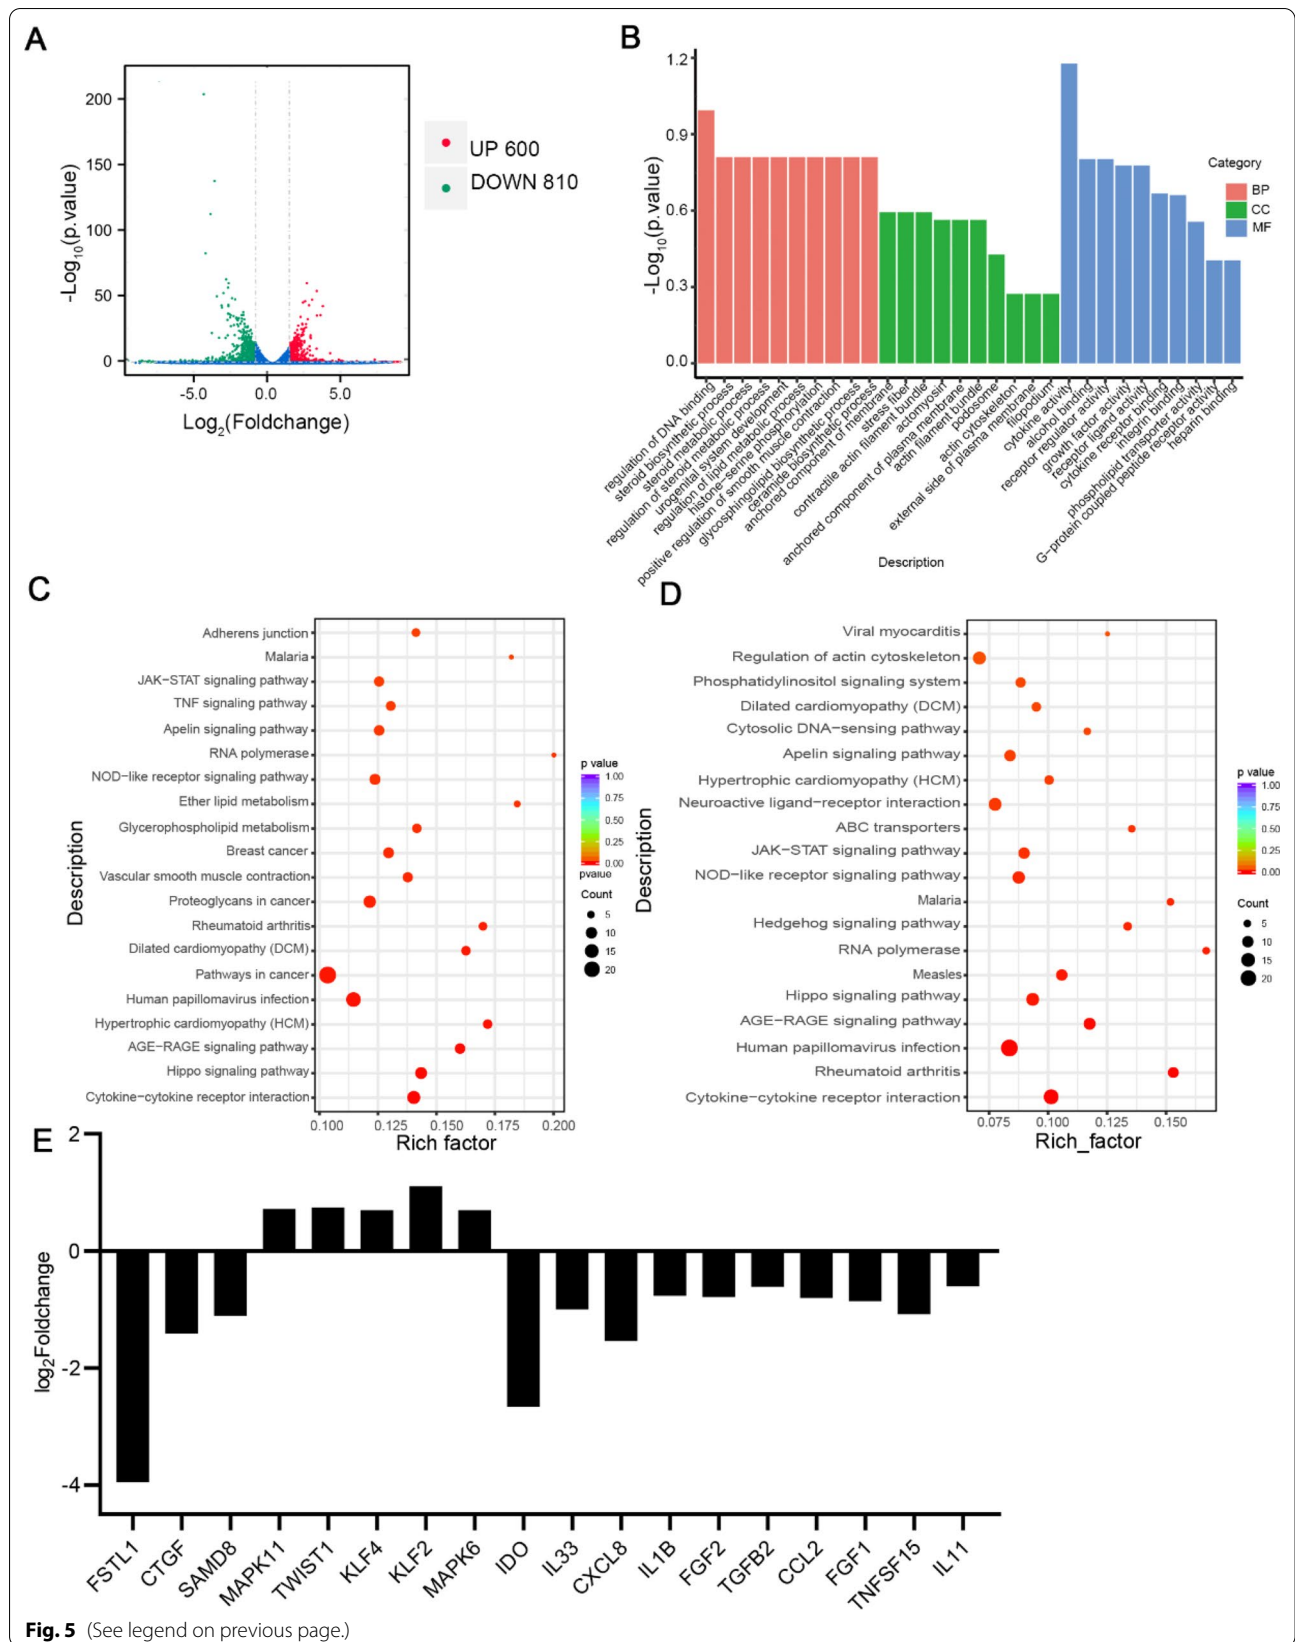 A
200
150
100
50
0
-Log10(p.value)
-5.0 0.0 5.0
Log2(Foldchange)
UP 600
DOWN 810
B
1.2
0.9
0.6
0.3
0.0
-Log10(p.value)
Category
BP
CC
MF
regulation of DNA binding
steroid biosynthetic process
steroid metabolic process
regulation of steroid metabolic process
urogenital system development
regulation of lipid metabolic process
histone-serine phosphorylation
positive regulation of smooth muscle contraction
glycosphingolipid biosynthetic process
ceramide biosynthetic process
anchored component of membrane
stress fiber
contractile actin filament bundle
actomyosin
anchored component of plasma membrane
actin filament bundle
podosome
actin cytoskeleton
external side of plasma membrane
filopodium
cytokine activity
alcohol binding
receptor regulator activity
growth factor activity
receptor ligand activity
cytokine receptor binding
integrin binding
phospholipid transporter activity
G-protein coupled peptide receptor activity
heparin binding
Description
C
Description
Adherens junction
Malaria
JAK-STAT signaling pathway
TNF signaling pathway
Apelin signaling pathway
RNA polymerase
NOD-like receptor signaling pathway
Ether lipid metabolism
Glycerophospholipid metabolism
Breast cancer
Vascular smooth muscle contraction
Proteoglycans in cancer
Rheumatoid arthritis
Dilated cardiomyopathy (DCM)
Pathways in cancer
Human papillomavirus infection
Hypertrophic cardiomyopathy (HCM)
AGE-RAGE signaling pathway
Hippo signaling pathway
Cytokine-cytokine receptor interaction
0.100 0.125 0.150 0.175 0.200
Rich factor
p value
1.00
0.75
0.50
0.25
0.00
pvalue
Count
5
10
15
20
D
Description
Viral myocarditis
Regulation of actin cytoskeleton
Phosphatidylinositol signaling system
Dilated cardiomyopathy (DCM)
Cytosolic DNA-sensing pathway
Apelin signaling pathway
Hypertrophic cardiomyopathy (HCM)
Neuroactive ligand-receptor interaction
ABC transporters
JAK-STAT signaling pathway
NOD-like receptor signaling pathway
Malaria
Hedgehog signaling pathway
RNA polymerase
Measles
Hippo signaling pathway
AGE-RAGE signaling pathway
Human papillomavirus infection
Rheumatoid arthritis
Cytokine-cytokine receptor interaction
0.075 0.100 0.125 0.150
Rich_factor
p value
1.00
0.75
0.50
0.25
0.00
Count
5
10
15
20
E
2
0
-2
-4
log2Foldchange
FSTL1
CTGF
SAMD8
MAPK11
TWIST1
KLF4
KLF2
MAPK6
IDO
IL33
CXCL8
IL1B
FGF2
TGFB2
CCL2
FGF1
TNFSF15
IL11
Fig. 5 (See legend on previous page.)